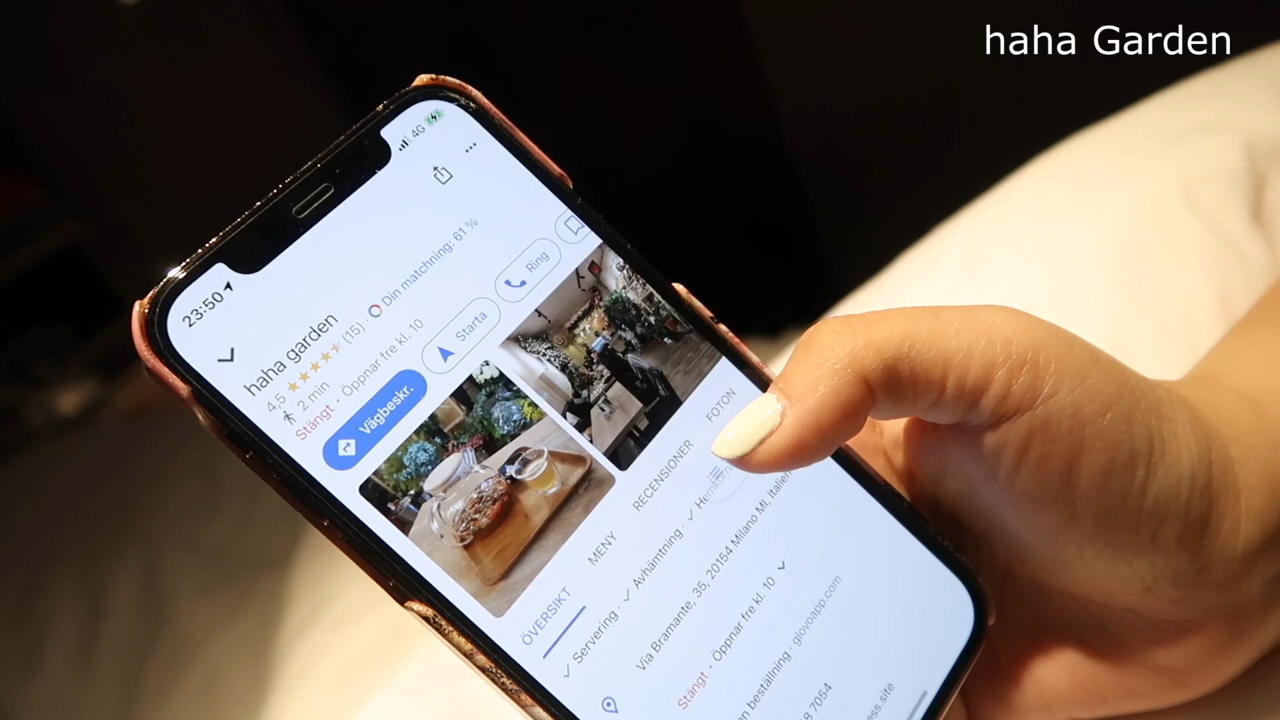 haha Garden
4G
23:50
haha garden
4,5 (15) Din matchning: 61 %
2 min
Stängt · Öppnar fre kl. 10
Vägbeskr. Starta Ring
ÖVERSIKT MENY RECENSIONER FOTON
Servering · Avhämtning ·
Via Bramante, 35, 20154 Milano MI, Italien
Stängt · Öppnar fre kl. 10
beställning · glovoapp.com
7054